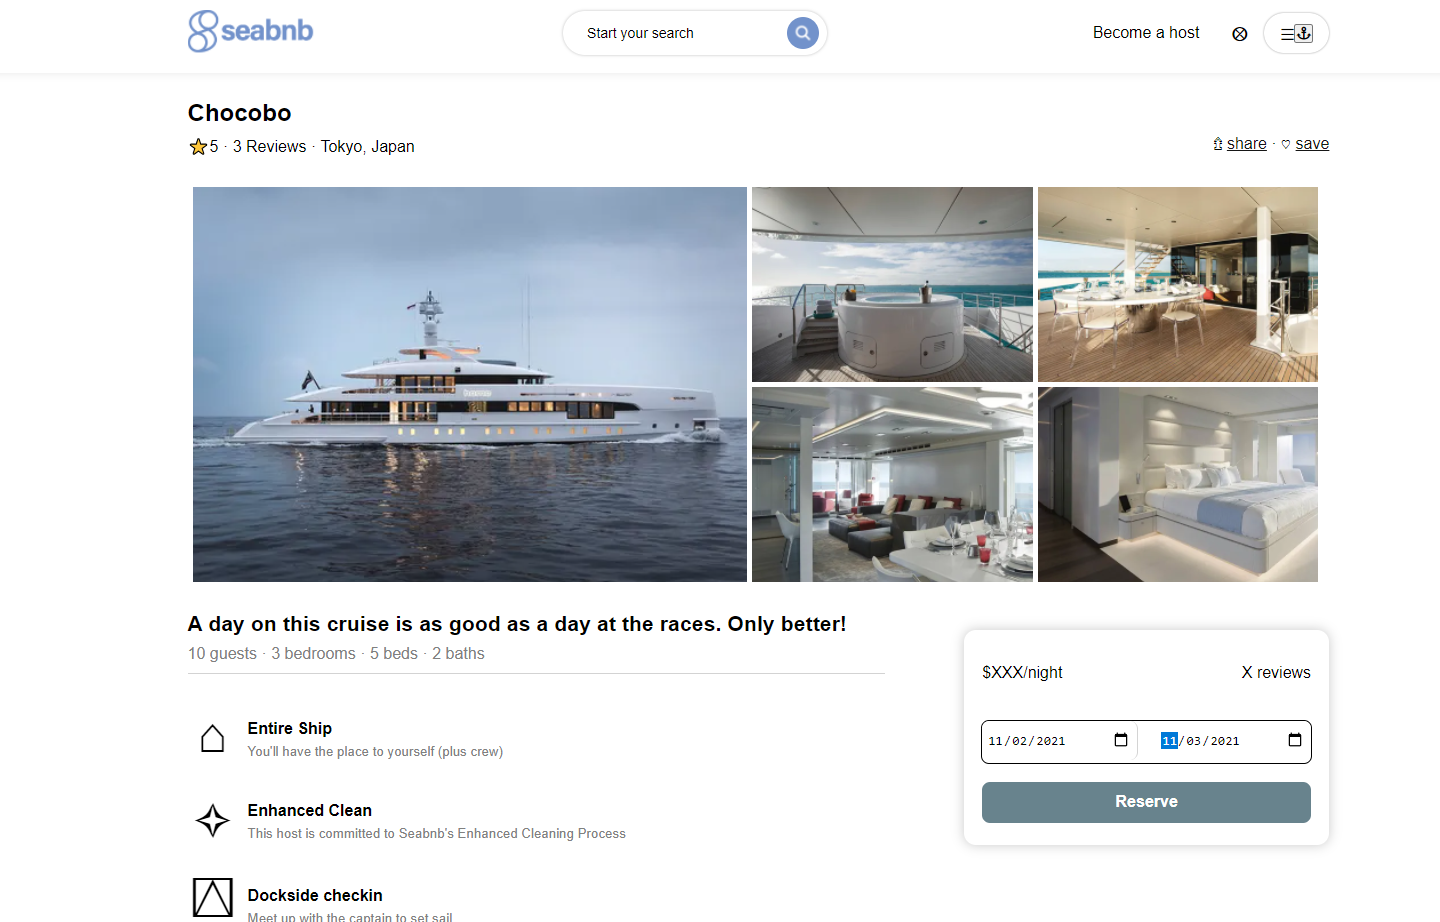 seabnb
Start your search
Become a host
Chocobo
5 · 3 Reviews · Tokyo, Japan
share · ♡ save
A day on this cruise is as good as a day at the races. Only better!
10 guests · 3 bedrooms · 5 beds · 2 baths
$XXX/night
X reviews
11/02/2021
11/03/2021
Reserve
Entire Ship
You'll have the place to yourself (plus crew)
Enhanced Clean
This host is committed to Seabnb's Enhanced Cleaning Process
Dockside checkin
Meet up with the captain to set sail